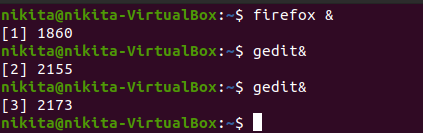 nikita@nikita-VirtualBox:~$ firefox &
[1] 1860
nikita@nikita-VirtualBox:~$ gedit&
[2] 2155
nikita@nikita-VirtualBox:~$ gedit&
[3] 2173
nikita@nikita-VirtualBox:~$